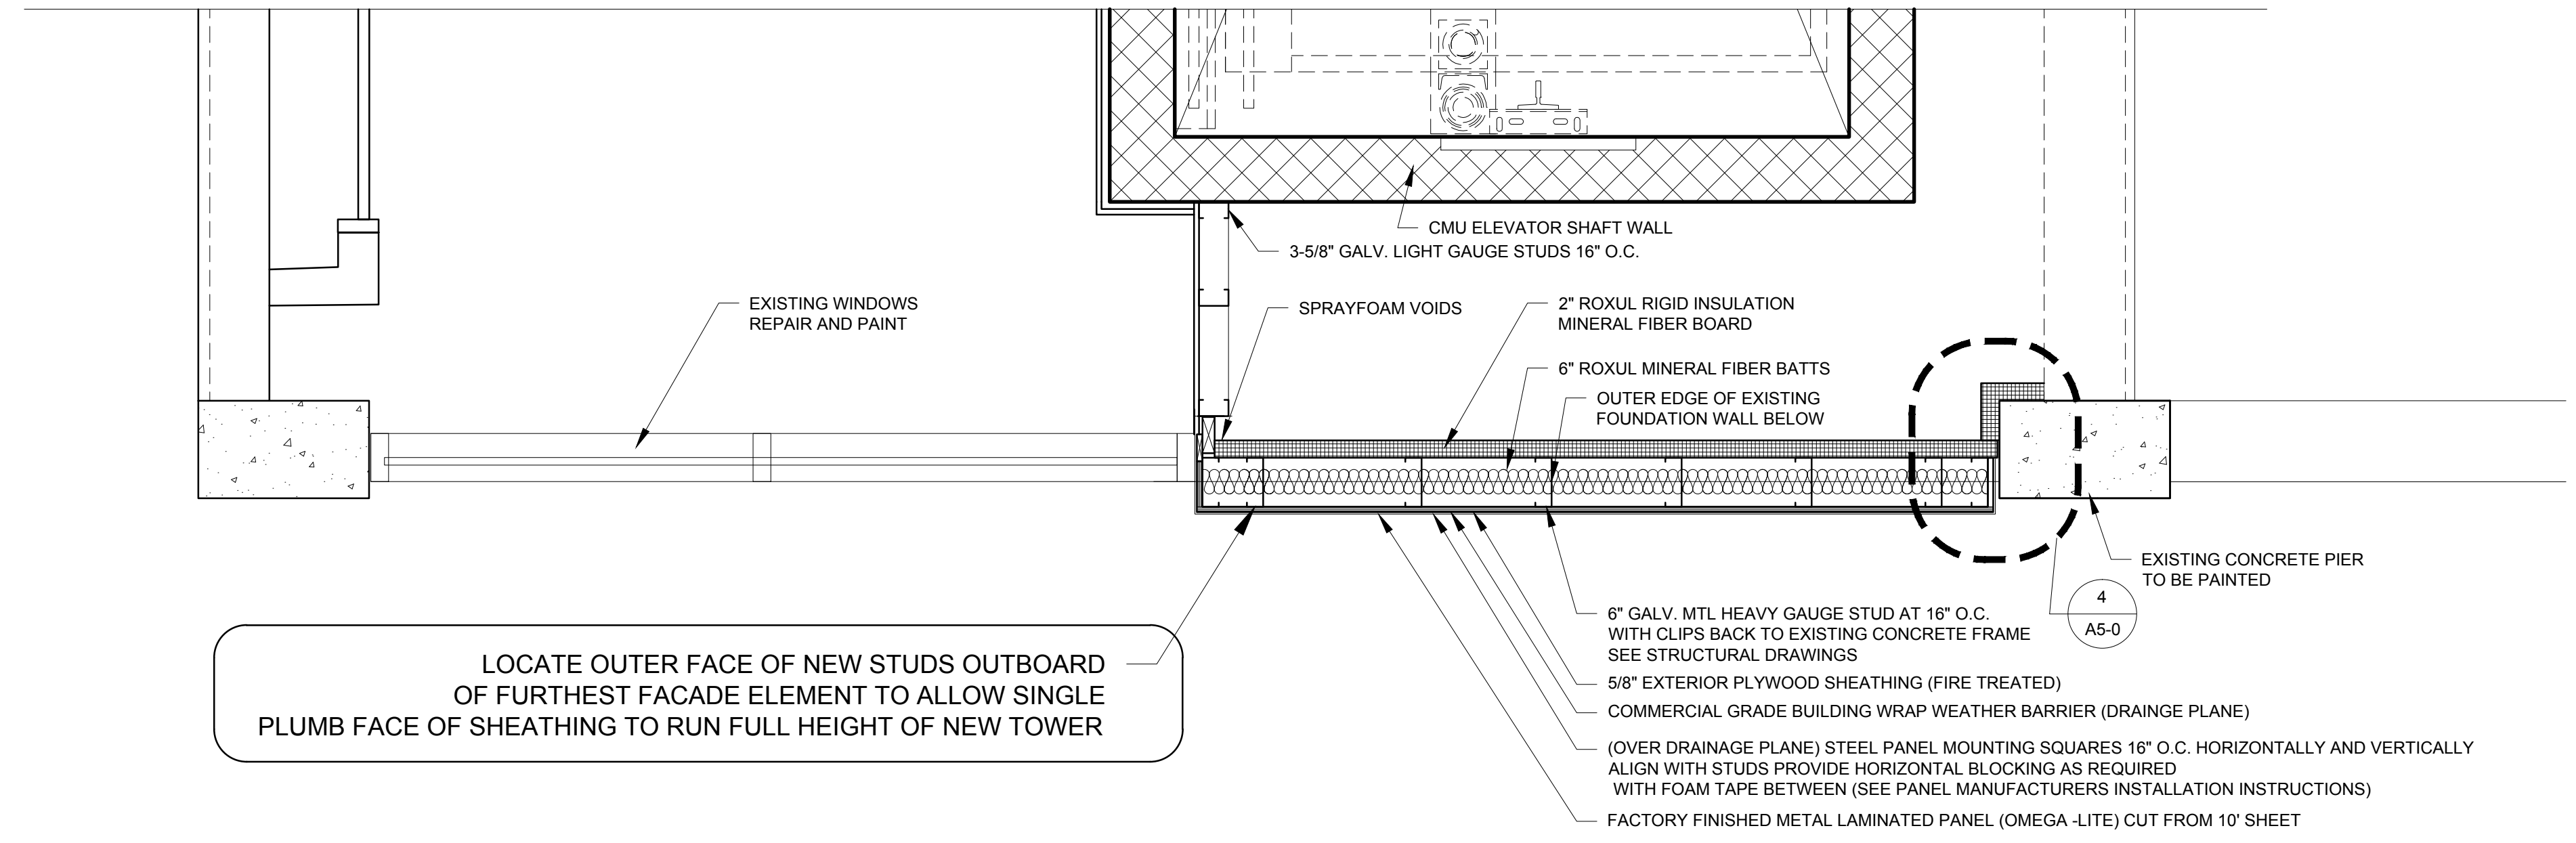 CMU ELEVATOR SHAFT WALL
3-5/8" GALV. LIGHT GAUGE STUDS 16" O.C.
EXISTING WINDOWS
REPAIR AND PAINT
SPRAYFOAM VOIDS
2" ROXUL RIGID INSULATION
MINERAL FIBER BOARD
6" ROXUL MINERAL FIBER BATTS
OUTER EDGE OF EXISTING
FOUNDATION WALL BELOW
EXISTING CONCRETE PIER
TO BE PAINTED
4
A5-0
LOCATE OUTER FACE OF NEW STUDS OUTBOARD
OF FURTHEST FACADE ELEMENT TO ALLOW SINGLE
PLUMB FACE OF SHEATHING TO RUN FULL HEIGHT OF NEW TOWER
6" GALV. MTL HEAVY GAUGE STUD AT 16" O.C.
WITH CLIPS BACK TO EXISTING CONCRETE FRAME
SEE STRUCTURAL DRAWINGS
5/8" EXTERIOR PLYWOOD SHEATHING (FIRE TREATED)
COMMERCIAL GRADE BUILDING WRAP WEATHER BARRIER (DRAINGE PLANE)
(OVER DRAINAGE PLANE) STEEL PANEL MOUNTING SQUARES 16" O.C. HORIZONTALLY AND VERTICALLY
ALIGN WITH STUDS PROVIDE HORIZONTAL BLOCKING AS REQUIRED
WITH FOAM TAPE BETWEEN (SEE PANEL MANUFACTURERS INSTALLATION INSTRUCTIONS)
FACTORY FINISHED METAL LAMINATED PANEL (OMEGA -LITE) CUT FROM 10' SHEET